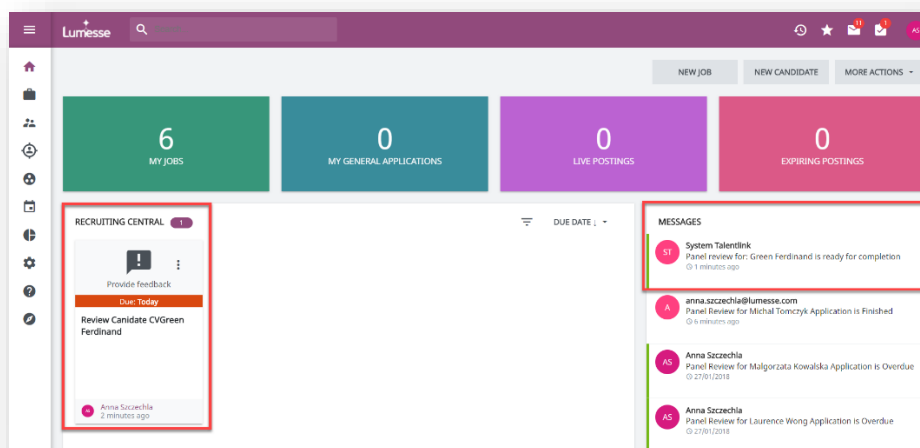 Lumesse
Search
11
1
AS
NEW JOB
NEW CANDIDATE
MORE ACTIONS
6
MY JOBS
0
MY GENERAL APPLICATIONS
0
LIVE POSTINGS
0
EXPIRING POSTINGS
RECRUITING CENTRAL 1
DUE DATE ↓
Provide feedback
Due: Today
Review Canidate CVGreen
Ferdinand
Anna Szczechla
2 minutes ago
MESSAGES
ST
System Talentlink
Panel review for: Green Ferdinand is ready for completion
1 minutes ago
A
anna.szczechla@lumesse.com
Panel Review for Michal Tomczyk Application is Finished
6 minutes ago
AS
Anna Szczechla
Panel Review for Malgorzata Kowalska Application is Overdue
27/01/2018
AS
Anna Szczechla
Panel Review for Laurence Wong Application is Overdue
27/01/2018